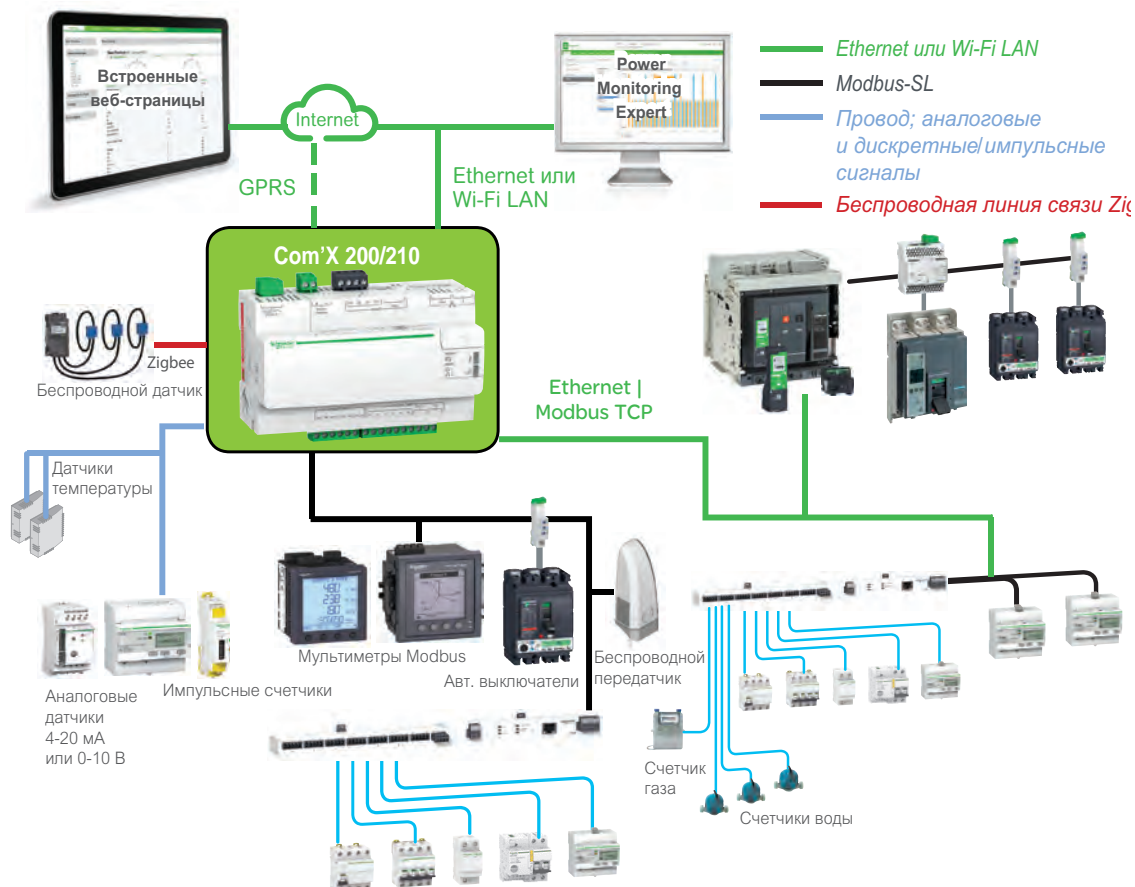 Встроенные
веб-страницы
Internet
Power
Monitoring
Expert
Ethernet или Wi-Fi LAN
Modbus-SL
Провод; аналоговые
и дискретные/импульсные
сигналы
Беспроводная линия связи Zig
GPRS
Ethernet или
Wi-Fi LAN
Com'X 200/210
Zigbee
Беспроводной датчик
Ethernet |
Modbus TCP
Датчики
температуры
Мультиметры Modbus
Авт. выключатели
Беспроводной
передатчик
Аналоговые
датчики
4-20 мА
или 0-10 В
Импульсные счетчики
Счетчик
газа
Счетчики воды